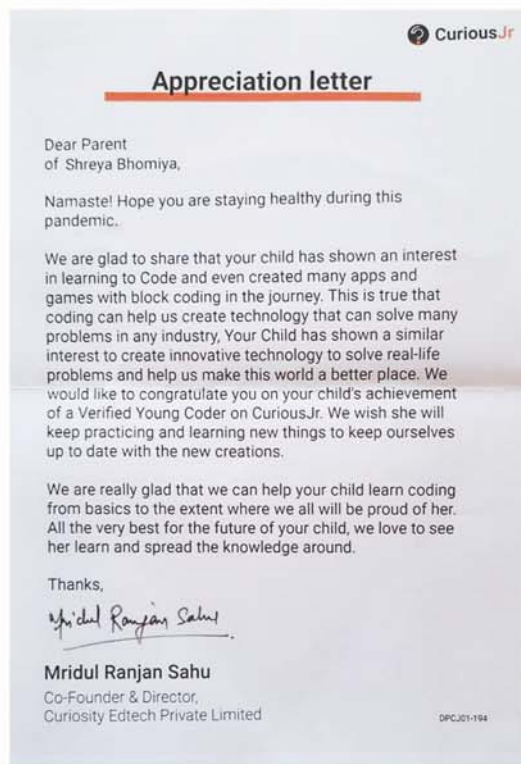 CuriousJr
Appreciation letter
Dear Parent
of Shreya Bhomiya,
Namaste! Hope you are staying healthy during this
pandemic.
We are glad to share that your child has shown an interest
in learning to Code and even created many apps and
games with block coding in the journey. This is true that
coding can help us create technology that can solve many
problems in any industry, Your Child has shown a similar
interest to create innovative technology to solve real-life
problems and help us make this world a better place. We
would like to congratulate you on your child's achievement
of a Verified Young Coder on CuriousJr. We wish she will
keep practicing and learning new things to keep ourselves
up to date with the new creations.
We are really glad that we can help your child learn coding
from basics to the extent where we all will be proud of her.
All the very best for the future of your child, we love to see
her learn and spread the knowledge around.
Thanks,
Mridul Ranjan Sahu
Mridul Ranjan Sahu
Co-Founder & Director,
Curiosity Edtech Private Limited
DPCJ01-194